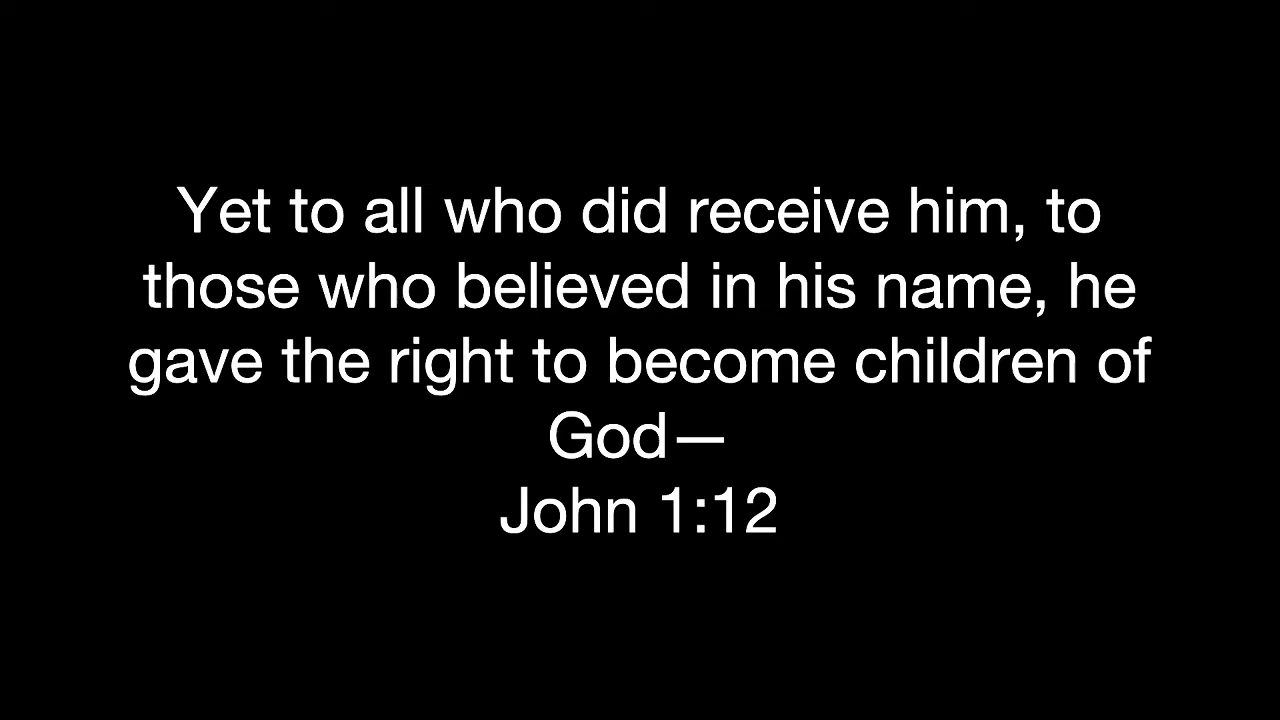 Yet to all who did receive him, to
those who believed in his name, he
gave the right to become children of
God—
John 1:12